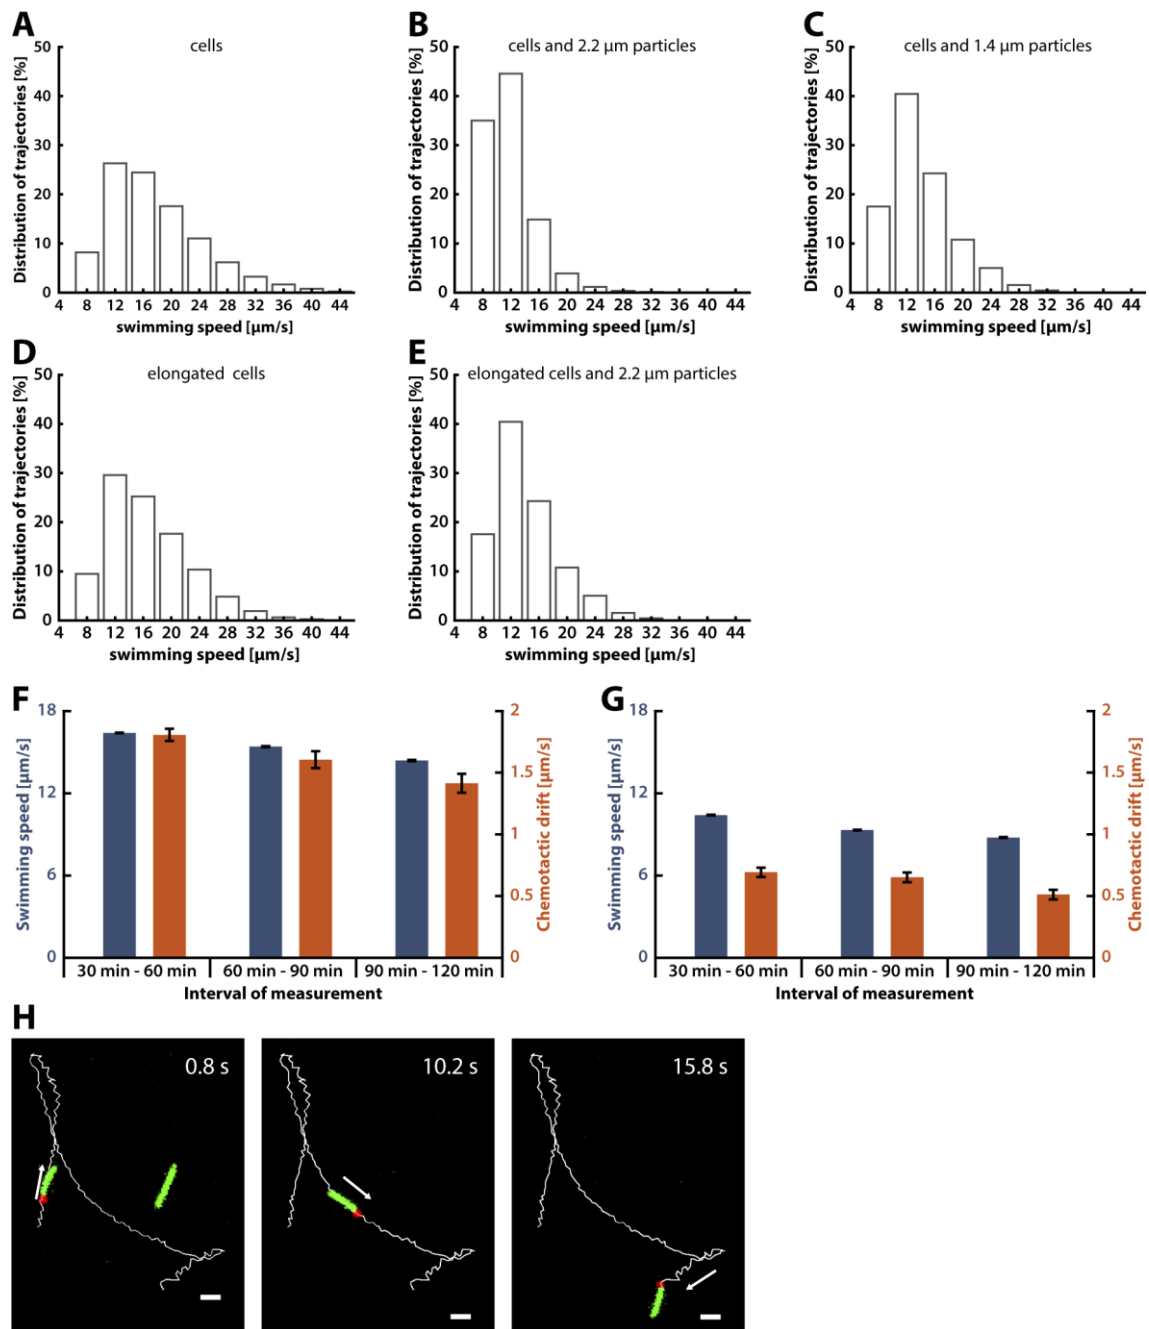 A
cells
Distribution of trajectories [%]
50
40
30
20
10
0
4 8 12 16 20 24 28 32 36 40 44
swimming speed [µm/s]
B
cells and 2.2 µm particles
Distribution of trajectories [%]
50
40
30
20
10
0
4 8 12 16 20 24 28 32 36 40 44
swimming speed [µm/s]
C
cells and 1.4 µm particles
Distribution of trajectories [%]
50
40
30
20
10
0
4 8 12 16 20 24 28 32 36 40 44
swimming speed [µm/s]
D
elongated cells
Distribution of trajectories [%]
50
40
30
20
10
0
4 8 12 16 20 24 28 32 36 40 44
swimming speed [µm/s]
E
elongated cells and 2.2 µm particles
Distribution of trajectories [%]
50
40
30
20
10
0
4 8 12 16 20 24 28 32 36 40 44
swimming speed [µm/s]
F
Swimming speed [µm/s]
18
12
6
0
2
1.5
1
0.5
0
Chemotactic drift [µm/s]
30 min - 60 min 60 min - 90 min 90 min - 120 min
Interval of measurement
G
Swimming speed [µm/s]
18
12
6
0
2
1.5
1
0.5
0
Chemotactic drift [µm/s]
30 min - 60 min 60 min - 90 min 90 min - 120 min
Interval of measurement
H
0.8 s
10.2 s
15.8 s